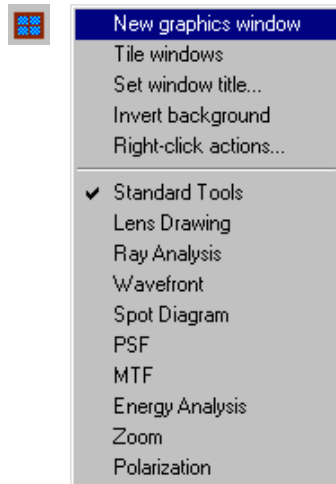 New graphics window
Tile windows
Set window title...
Invert background
Right-click actions...
Standard Tools
Lens Drawing
Ray Analysis
Wavefront
Spot Diagram
PSF
MTF
Energy Analysis
Zoom
Polarization